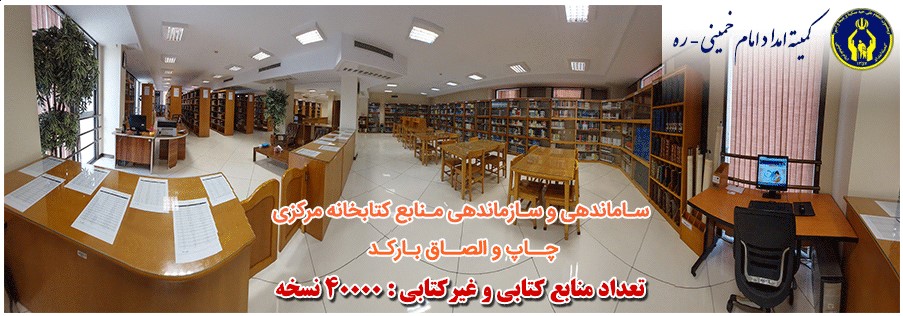 کمیته امداد امام خمینی - ره
ساماندهی و سازماندهی منابع کتابخانه مرکزی
چاپ و الصاق بارکد
تعداد منابع کتابی و غیرکتابی : ۴۰۰۰۰ نسخه